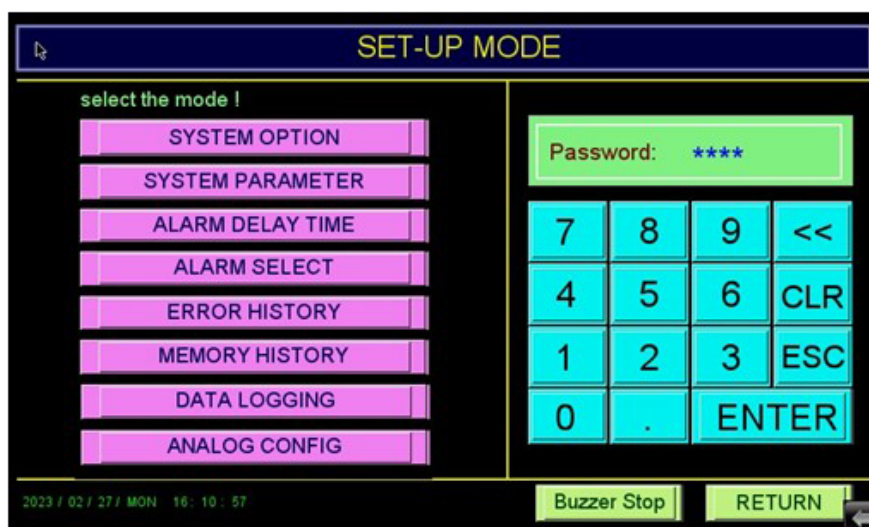 SET-UP MODE
select the mode !
SYSTEM OPTION
SYSTEM PARAMETER
ALARM DELAY TIME
ALARM SELECT
ERROR HISTORY
MEMORY HISTORY
DATA LOGGING
ANALOG CONFIG
Password: ****
7 8 9 <<
4 5 6 CLR
1 2 3 ESC
0 . ENTER
2023 / 02 / 27 / MON 16 : 10 : 57
Buzzer Stop
RETURN